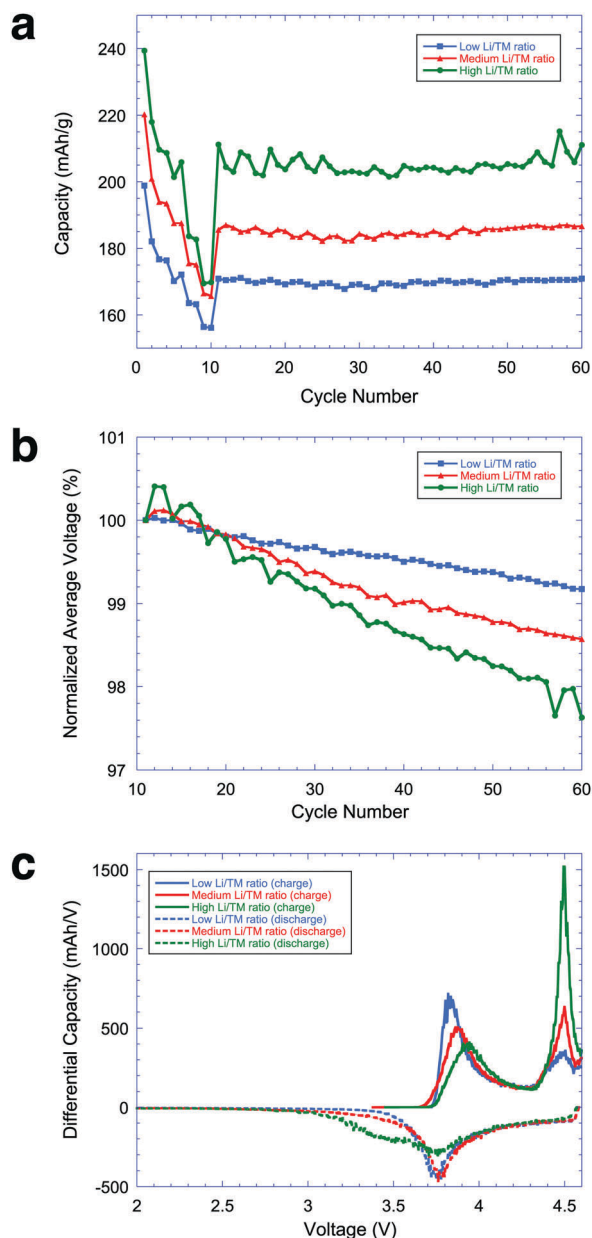 a
240
220
200
180
160
Capacity (mAh/g)
Low Li/TM ratio
Medium Li/TM ratio
High Li/TM ratio
0 10 20 30 40 50 60
Cycle Number
b
101
100
99
98
97
Normalized Average Voltage (%)
Low Li/TM ratio
Medium Li/TM ratio
High Li/TM ratio
10 20 30 40 50 60
Cycle Number
c
1500
1000
500
0
-500
Differential Capacity (mAh/V)
Low Li/TM ratio (charge)
Medium Li/TM ratio (charge)
High Li/TM ratio (charge)
Low Li/TM ratio (discharge)
Medium Li/TM ratio (discharge)
High Li/TM ratio (discharge)
2 2.5 3 3.5 4 4.5
Voltage (V)